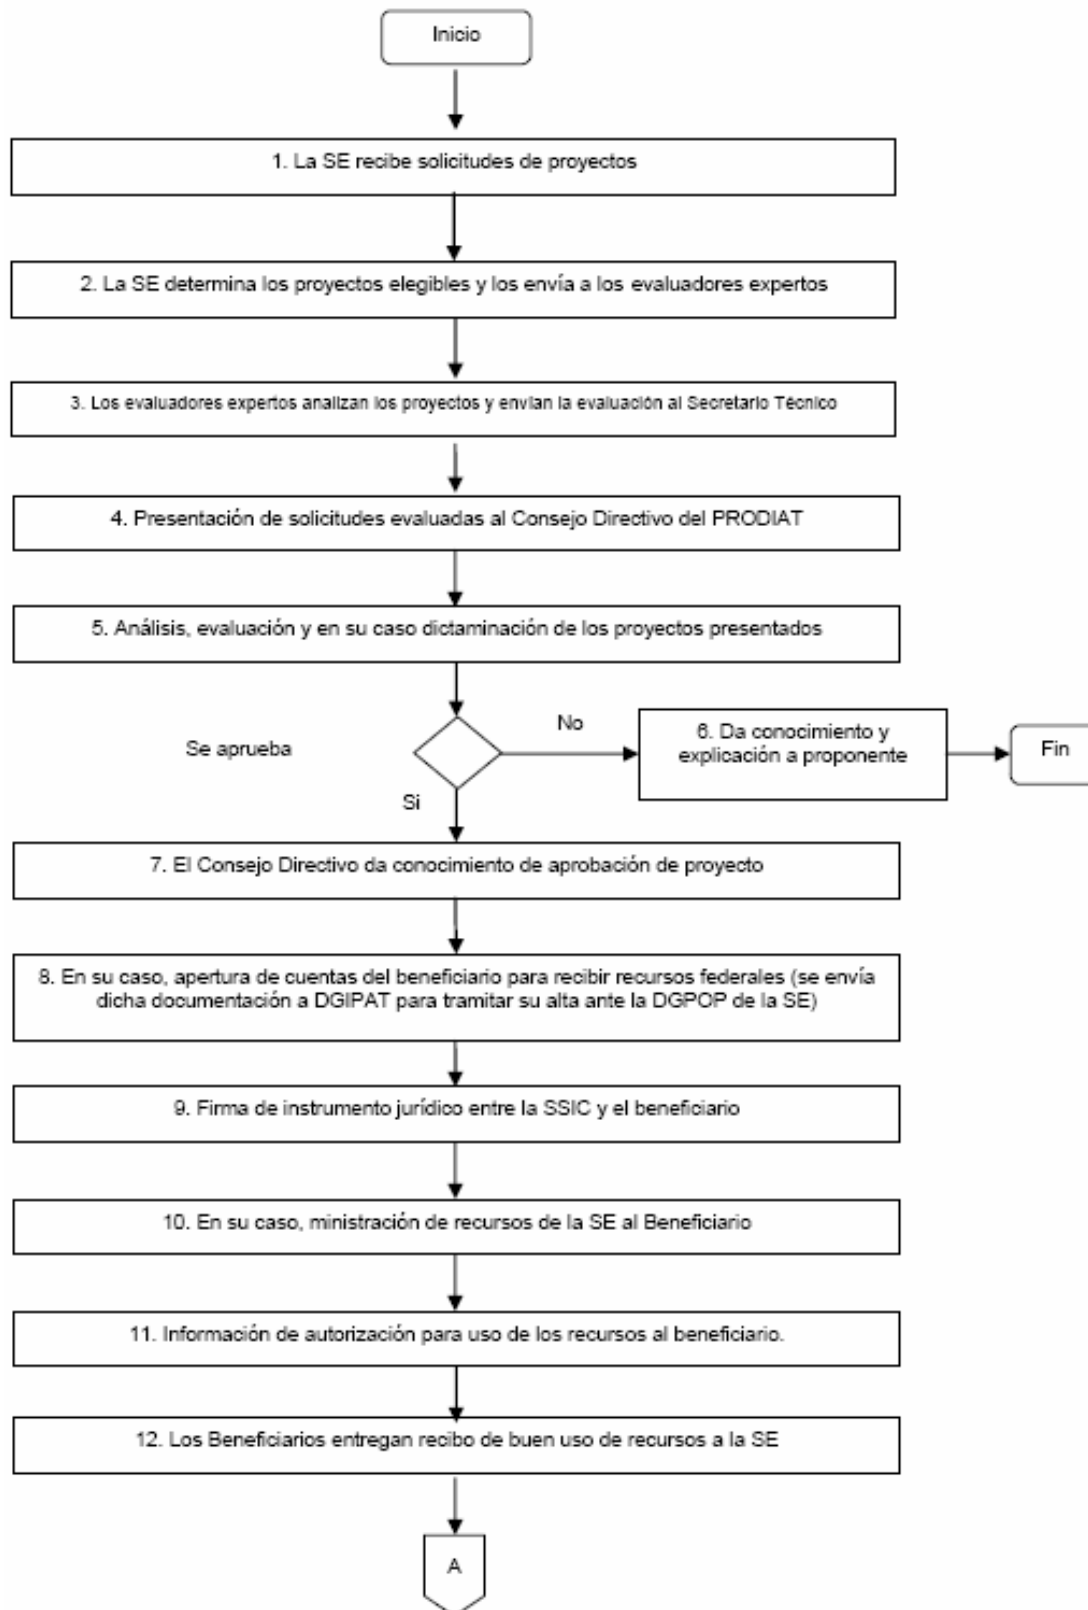 Inicio
1. La SE recibe solicitudes de proyectos
2. La SE determina los proyectos elegibles y los envía a los evaluadores expertos
3. Los evaluadores expertos analizan los proyectos y envían la evaluación al Secretario Técnico
4. Presentación de solicitudes evaluadas al Consejo Directivo del PRODIAT
5. Análisis, evaluación y en su caso dictaminación de los proyectos presentados
Se aprueba
No
6. Da conocimiento y
explicación a proponente
Fin
Si
7. El Consejo Directivo da conocimiento de aprobación de proyecto
8. En su caso, apertura de cuentas del beneficiario para recibir recursos federales (se envía
dicha documentación a DGIPAT para tramitar su alta ante la DGPOP de la SE)
9. Firma de instrumento jurídico entre la SSIC y el beneficiario
10. En su caso, ministración de recursos de la SE al Beneficiario
11. Información de autorización para uso de los recursos al beneficiario.
12. Los Beneficiarios entregan recibo de buen uso de recursos a la SE
A